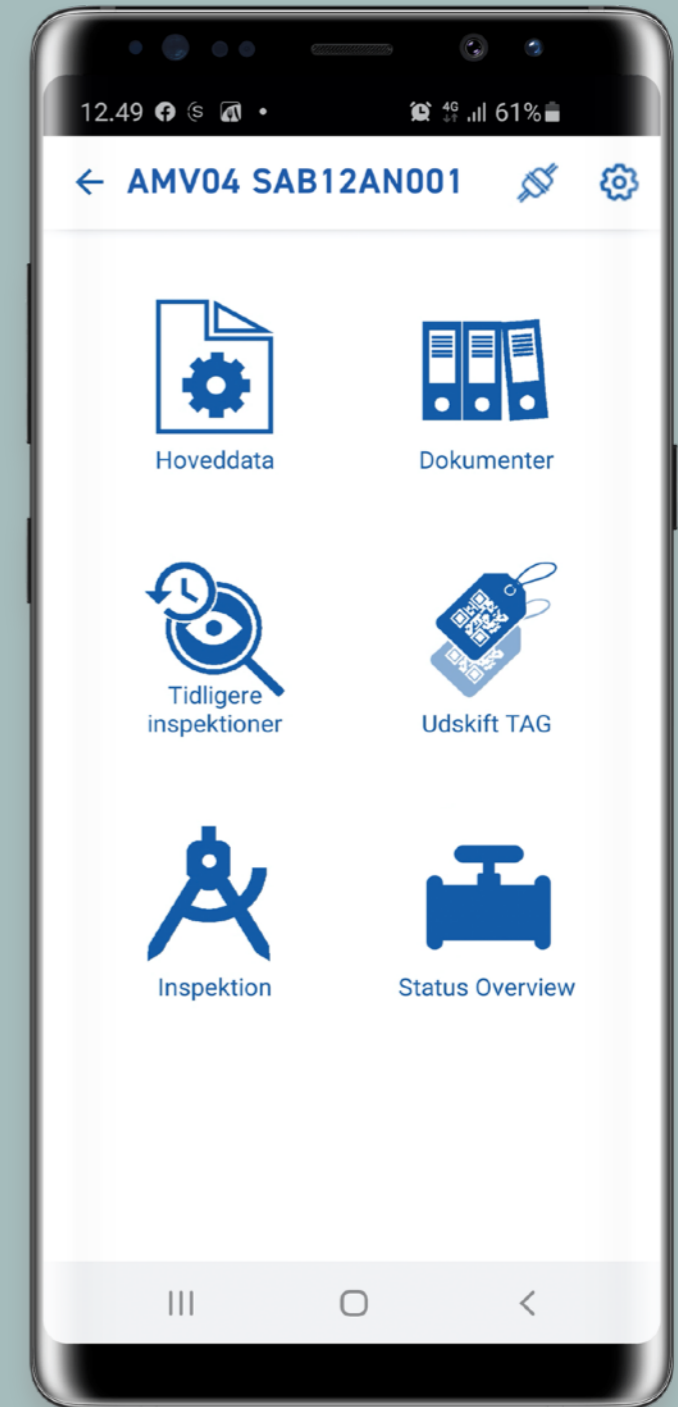 12.49
4G
61%
AMV04 SAB12AN001
Hoveddata
Dokumenter
Tidligere
inspektioner
Udskift TAG
Inspektion
Status Overview